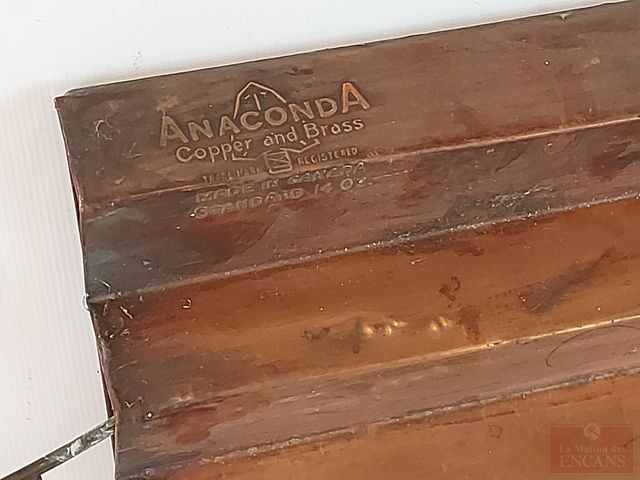 ANACONDA
Copper and Brass
TRADE MARK REGISTERED
MADE IN CANADA
STANDARD 14 OZ.
La Maison des
ENCANS